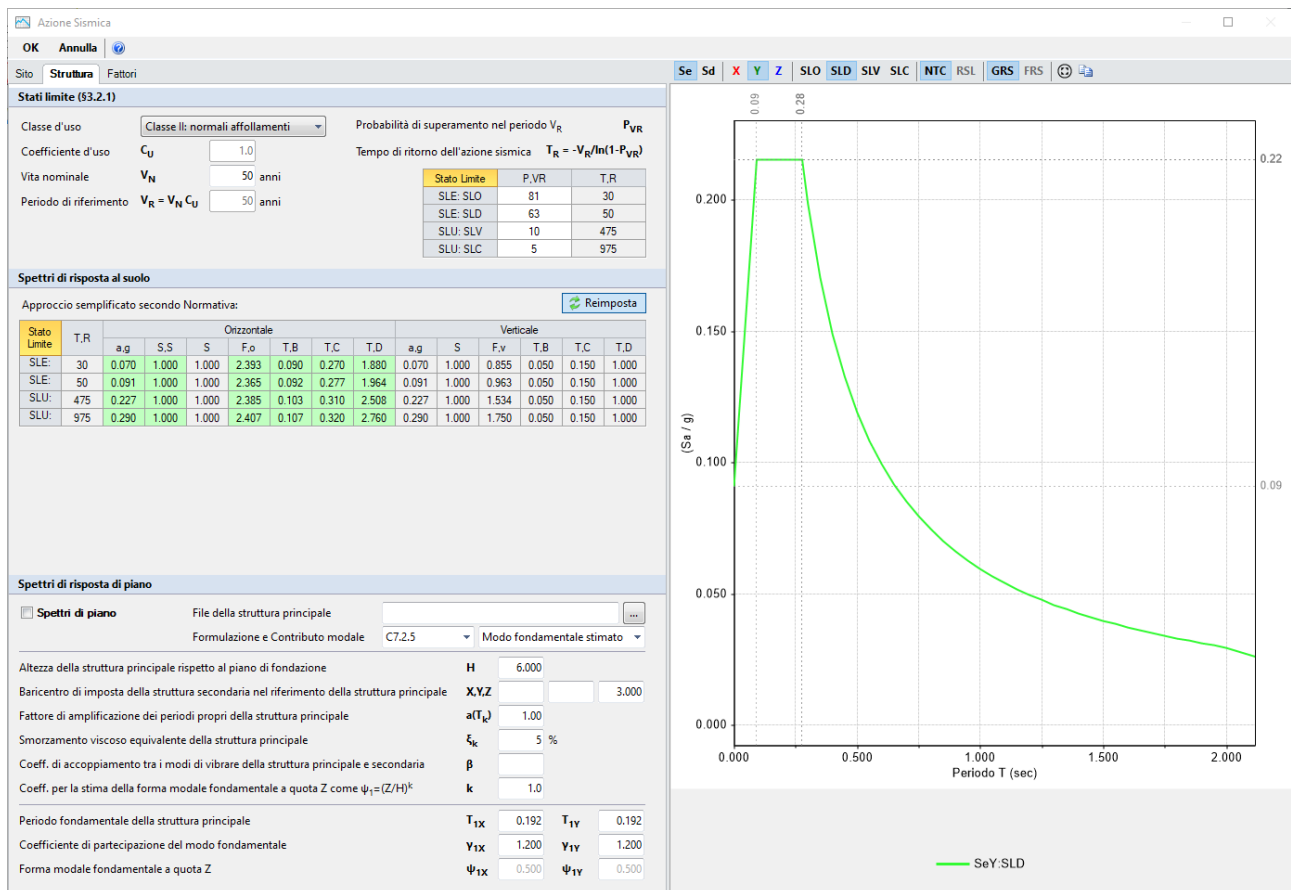 Azione Sismica
OK Annulla
Sito Struttura Fattori
Stati limite (§3.2.1)
Classe d'uso Classe II: normali affollamenti
Probabilità di superamento nel periodo VR PVR
Coefficiente d'uso CU 1.0
Tempo di ritorno dell'azione sismica TR = -VR/ln(1-PVR)
Vita nominale VN 50 anni
Periodo di riferimento VR = VN CU 50 anni
Stato Limite P,VR T,R
SLE: SLO 81 30
SLE: SLD 63 50
SLU: SLV 10 475
SLU: SLC 5 975
Spettri di risposta al suolo
Approccio semplificato secondo Normativa: Reimposta
Stato Limite T,R Orizzontale Verticale
a,g S,S S F,o T,B T,C T,D a,g S F,v T,B T,C T,D
SLE: 30 0.070 1.000 1.000 2.393 0.090 0.270 1.880 0.070 1.000 0.855 0.050 0.150 1.000
SLE: 50 0.091 1.000 1.000 2.365 0.092 0.277 1.964 0.091 1.000 0.963 0.050 0.150 1.000
SLU: 475 0.227 1.000 1.000 2.385 0.103 0.310 2.508 0.227 1.000 1.534 0.050 0.150 1.000
SLU: 975 0.290 1.000 1.000 2.407 0.107 0.320 2.760 0.290 1.000 1.750 0.050 0.150 1.000
Spettri di risposta di piano
Spettri di piano File della struttura principale ...
Formulazione e Contributo modale C7.2.5 Modo fondamentale stimato
Altezza della struttura principale rispetto al piano di fondazione H 6.000
Baricentro di imposta della struttura secondaria nel riferimento della struttura principale X,Y,Z 3.000
Fattore di amplificazione dei periodi propri della struttura principale a(Tk) 1.00
Smorzamento viscoso equivalente della struttura principale ξk 5 %
Coeff. di accoppiamento tra i modi di vibrare della struttura principale e secondaria β
Coeff. per la stima della forma modale fondamentale a quota Z come ψ1=(Z/H)^k k 1.0
Periodo fondamentale della struttura principale T1X 0.192 T1Y 0.192
Coefficiente di partecipazione del modo fondamentale γ1X 1.200 γ1Y 1.200
Forma modale fondamentale a quota Z ψ1X 0.500 ψ1Y 0.500
Se Sd X Y Z SLO SLD SLV SLC NTC RSL GRS FRS
0.09 0.28
0.22
0.200
0.150
(Sa / g)
0.100
0.09
0.050
0.000
0.000 0.500 1.000 1.500 2.000
Periodo T (sec)
SeY:SLD